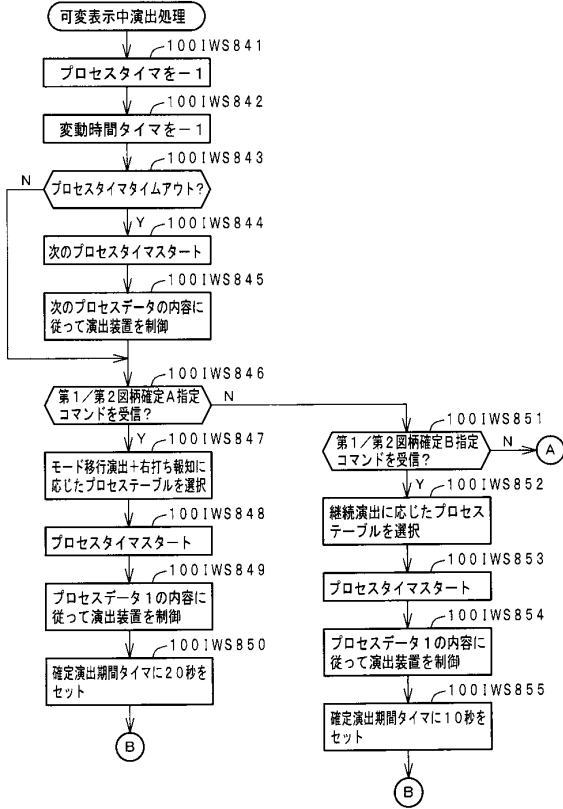 可変表示中演出処理
100IWS841
プロセスタイマを－1
100IWS842
変動時間タイマを－1
100IWS843
N
プロセスタイマタイムアウト?
Y
100IWS844
次のプロセスタイマスタート
100IWS845
次のプロセスデータの内容に
従って演出装置を制御
100IWS846
第1／第2図柄確定A指定
コマンドを受信?
N
Y
100IWS847
モード移行演出＋右打ち報知に
応じたプロセステーブルを選択
100IWS848
プロセスタイマスタート
100IWS849
プロセスデータ1の内容に
従って演出装置を制御
100IWS850
確定演出期間タイマに20秒を
セット
B
100IWS851
第1／第2図柄確定B指定
コマンドを受信?
N
A
Y
100IWS852
継続演出に応じたプロセス
テーブルを選択
100IWS853
プロセスタイマスタート
100IWS854
プロセスデータ1の内容に
従って演出装置を制御
100IWS855
確定演出期間タイマに10秒を
セット
B